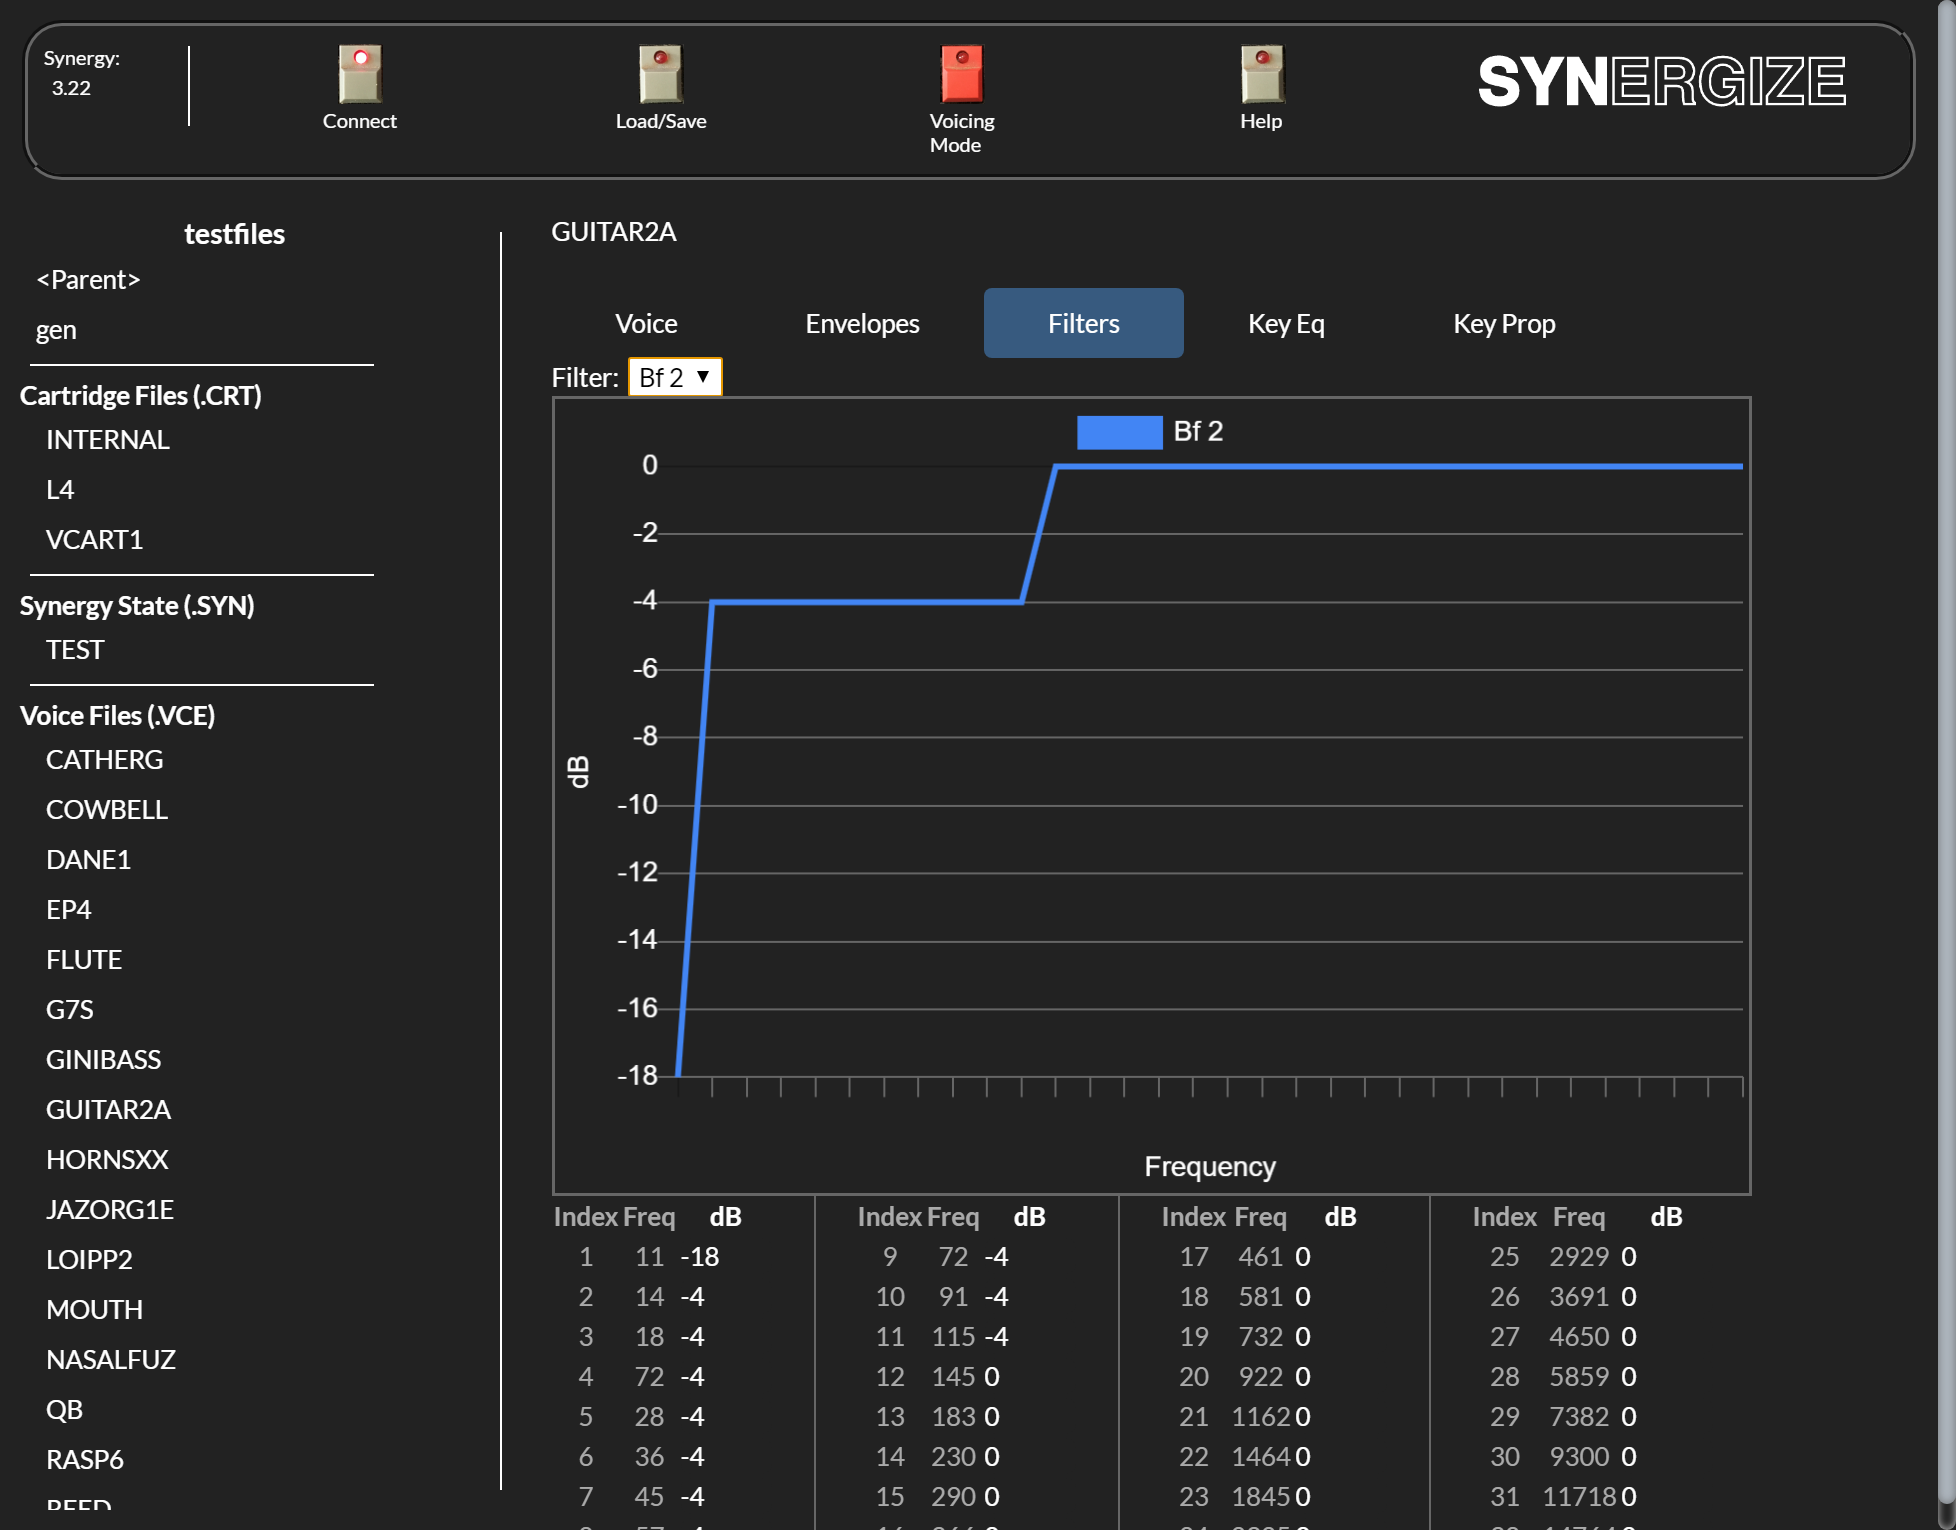 Synergy:
3.22
Connect
Load/Save
Voicing
Mode
Help
SYNERGIZE
testfiles
<Parent>
gen
Cartridge Files (.CRT)
INTERNAL
L4
VCART1
Synergy State (.SYN)
TEST
Voice Files (.VCE)
CATHERG
COWBELL
DANE1
EP4
FLUTE
G7S
GINIBASS
GUITAR2A
HORNSXX
JAZORG1E
LOIPP2
MOUTH
NASALFUZ
QB
RASP6
REED
GUITAR2A
Voice Envelopes Filters Key Eq Key Prop
Filter: Bf 2 ▼
Bf 2
0
-2
-4
-6
-8
-10
-12
-14
-16
-18
dB
Frequency
Index Freq dB Index Freq dB Index Freq dB Index Freq dB
1 11 -18 9 72 -4 17 461 0 25 2929 0
2 14 -4 10 91 -4 18 581 0 26 3691 0
3 18 -4 11 115 -4 19 732 0 27 4650 0
4 72 -4 12 145 0 20 922 0 28 5859 0
5 28 -4 13 183 0 21 1162 0 29 7382 0
6 36 -4 14 230 0 22 1464 0 30 9300 0
7 45 -4 15 290 0 23 1845 0 31 11718 0